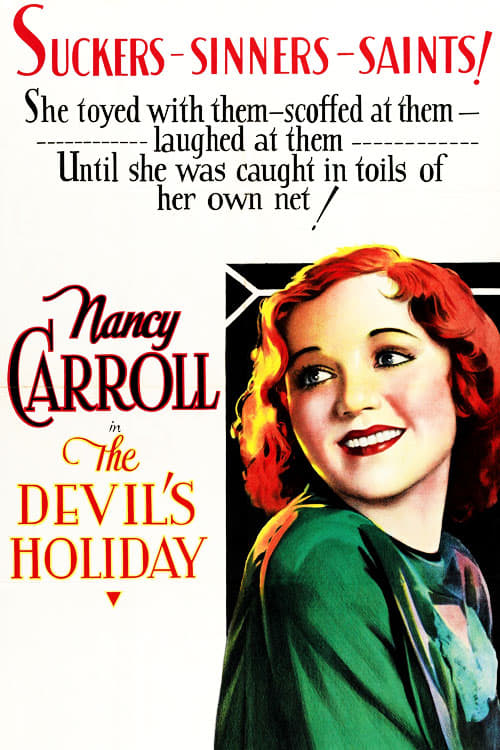 SUCKERS–SINNERS–SAINTS!
She toyed with them–scoffed at them–
------------laughed at them ------------
Until she was caught in toils of
her own net!
Nancy
CARROLL
in
The
DEVIL'S
HOLIDAY